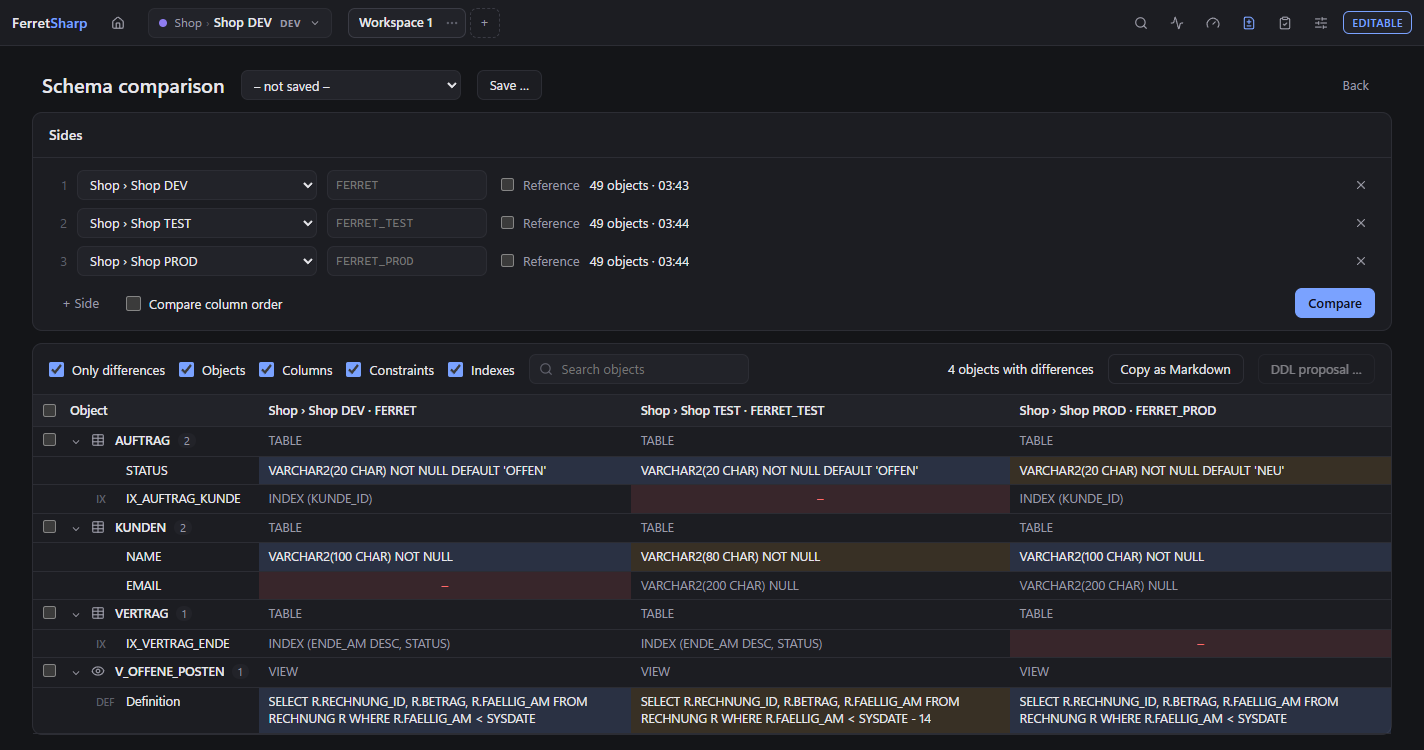 FerretSharp Shop › Shop DEV DEV Workspace 1 ··· + EDITABLE
Schema comparison – not saved – Save ... Back
Sides
1 Shop › Shop DEV FERRET Reference 49 objects · 03:43 ×
2 Shop › Shop TEST FERRET_TEST Reference 49 objects · 03:44 ×
3 Shop › Shop PROD FERRET_PROD Reference 49 objects · 03:44 ×
+ Side Compare column order Compare
Only differences Objects Columns Constraints Indexes Search objects 4 objects with differences Copy as Markdown DDL proposal ...
Object Shop › Shop DEV · FERRET Shop › Shop TEST · FERRET_TEST Shop › Shop PROD · FERRET_PROD
AUFTRAG 2 TABLE TABLE TABLE
STATUS VARCHAR2(20 CHAR) NOT NULL DEFAULT 'OFFEN' VARCHAR2(20 CHAR) NOT NULL DEFAULT 'OFFEN' VARCHAR2(20 CHAR) NOT NULL DEFAULT 'NEU'
IX IX_AUFTRAG_KUNDE INDEX (KUNDE_ID) – INDEX (KUNDE_ID)
KUNDEN 2 TABLE TABLE TABLE
NAME VARCHAR2(100 CHAR) NOT NULL VARCHAR2(80 CHAR) NOT NULL VARCHAR2(100 CHAR) NOT NULL
EMAIL – VARCHAR2(200 CHAR) NULL VARCHAR2(200 CHAR) NULL
VERTRAG 1 TABLE TABLE TABLE
IX IX_VERTRAG_ENDE INDEX (ENDE_AM DESC, STATUS) INDEX (ENDE_AM DESC, STATUS) –
V_OFFENE_POSTEN 1 VIEW VIEW VIEW
DEF Definition SELECT R.RECHNUNG_ID, R.BETRAG, R.FAELLIG_AM FROM SELECT R.RECHNUNG_ID, R.BETRAG, R.FAELLIG_AM FROM SELECT R.RECHNUNG_ID, R.BETRAG, R.FAELLIG_AM FROM
RECHNUNG R WHERE R.FAELLIG_AM < SYSDATE RECHNUNG R WHERE R.FAELLIG_AM < SYSDATE - 14 RECHNUNG R WHERE R.FAELLIG_AM < SYSDATE